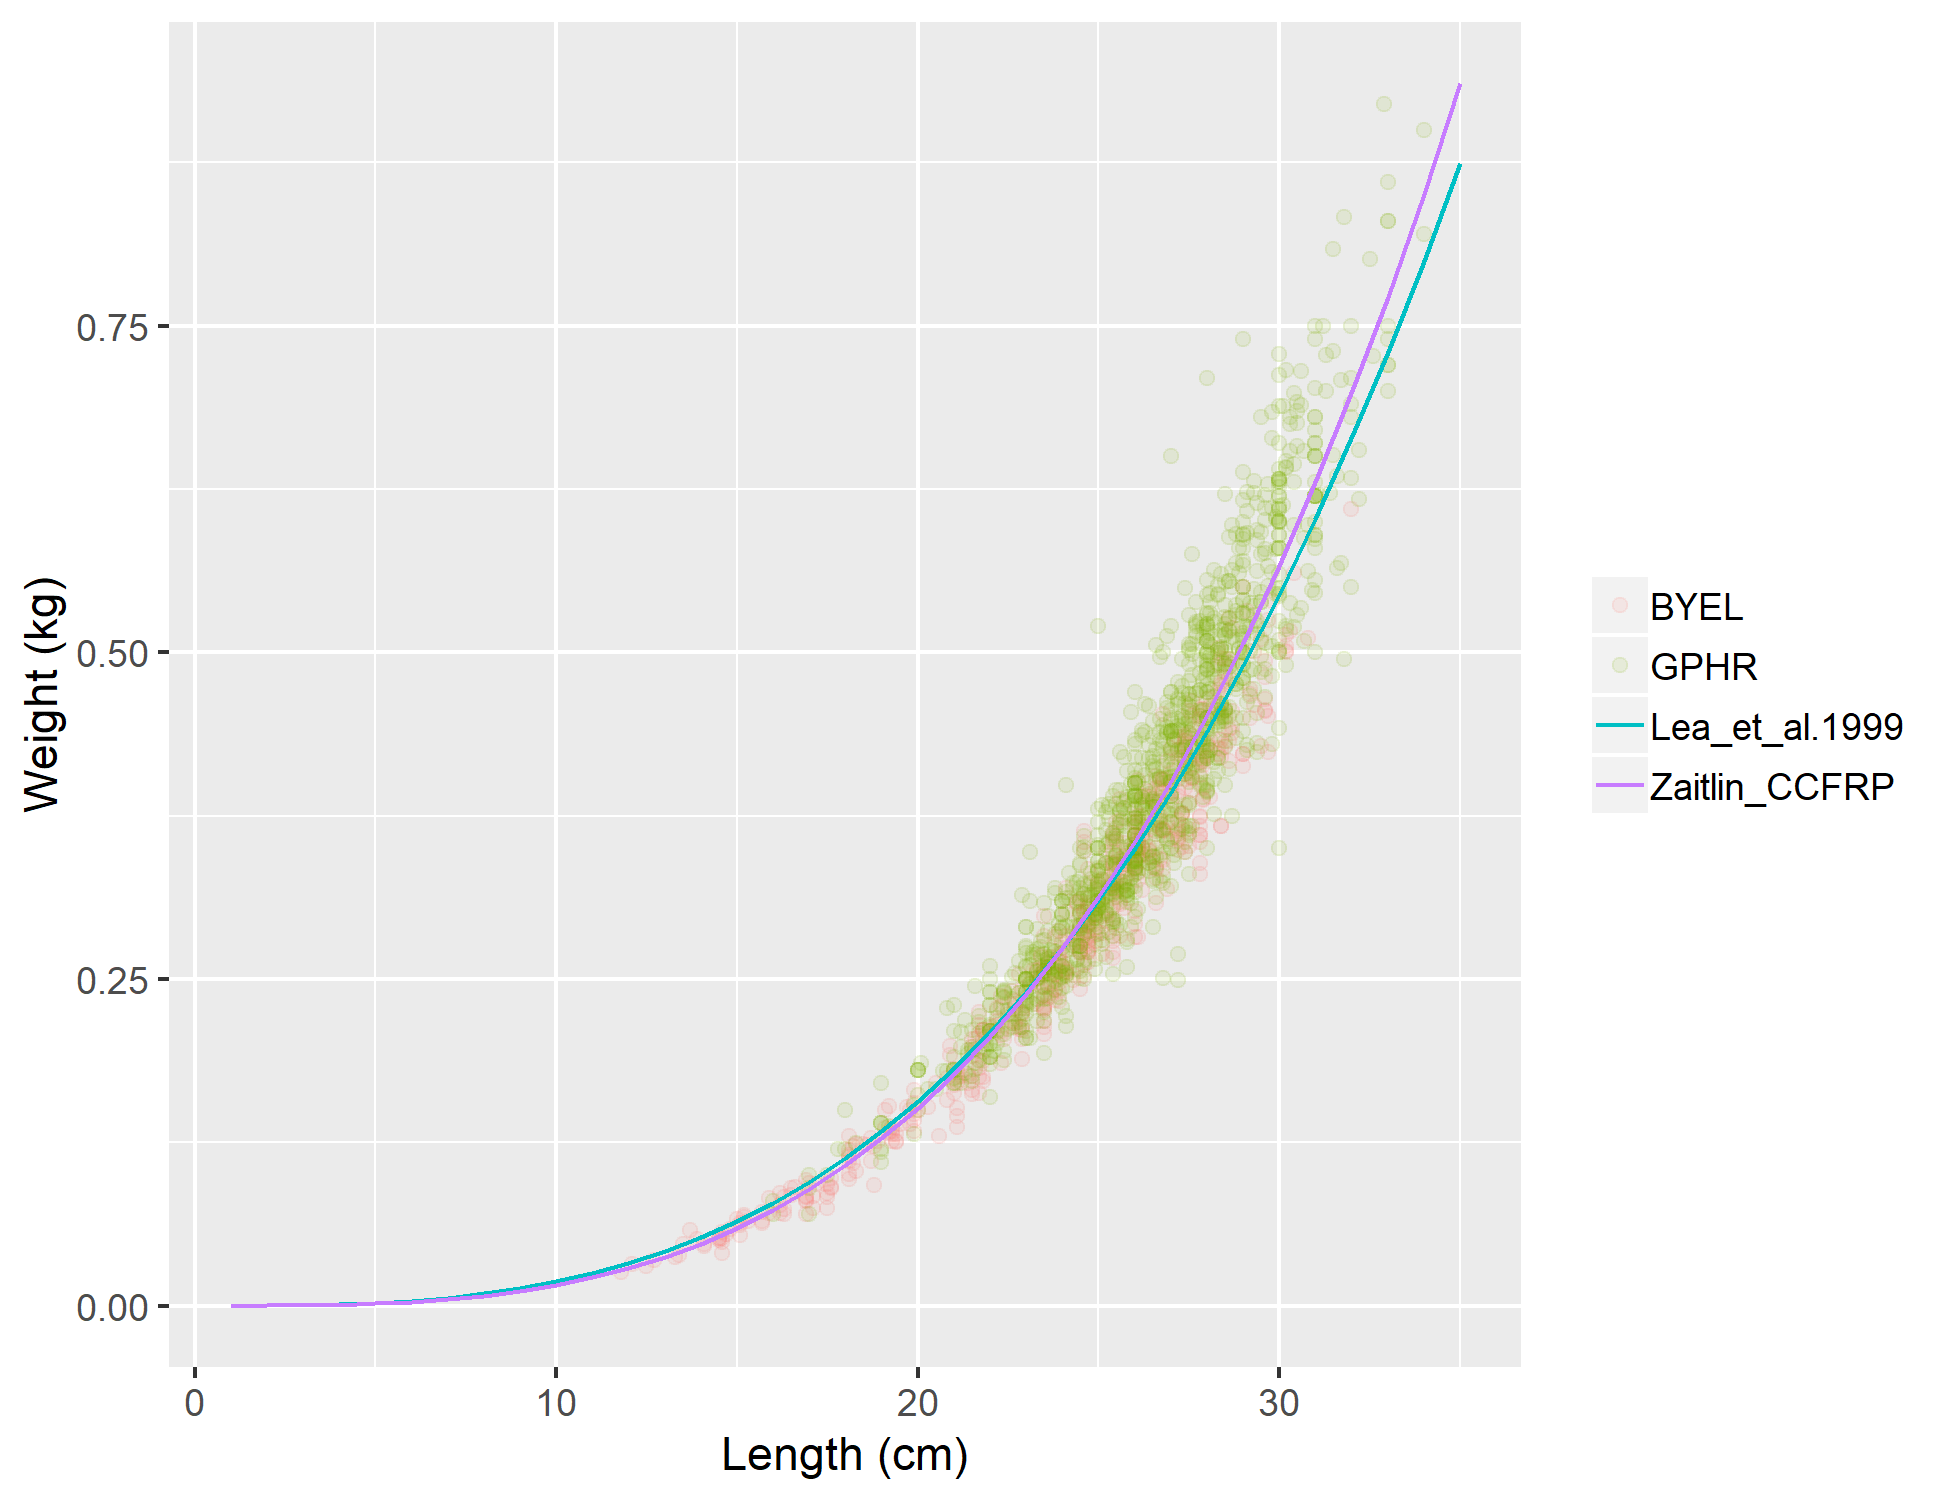 Weight (kg)
0.75
0.50
0.25
0.00
0
10
20
30
Length (cm)
BYEL
GPHR
Lea_et_al.1999
Zaitlin_CCFRP